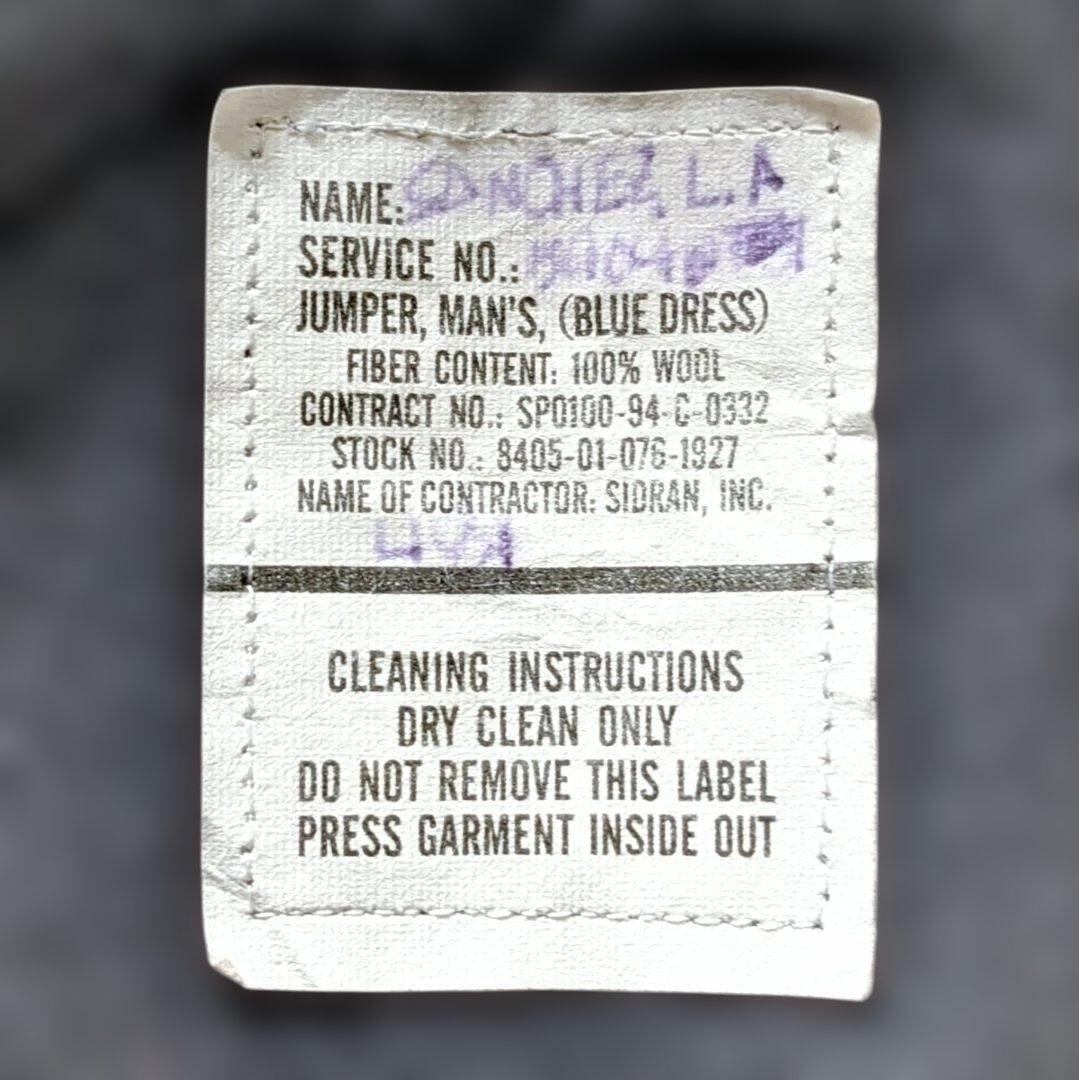 NAME: L.A
SERVICE NO.:
JUMPER, MAN'S, (BLUE DRESS)
FIBER CONTENT: 100% WOOL
CONTRACT NO.: SPO100-94-C-0332
STOCK NO.: 8405-01-076-1927
NAME OF CONTRACTOR: SIDRAN, INC.
CLEANING INSTRUCTIONS
DRY CLEAN ONLY
DO NOT REMOVE THIS LABEL
PRESS GARMENT INSIDE OUT